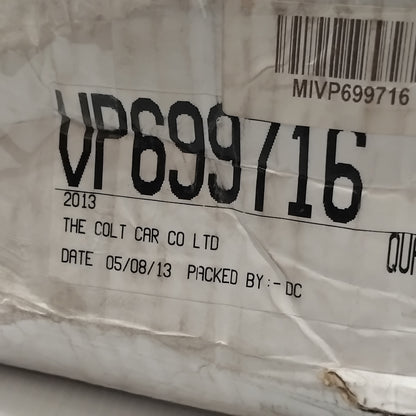 MIVP699716
VP699716
2013
THE COLT CAR CO LTD
DATE 05/08/13 PACKED BY:- DC